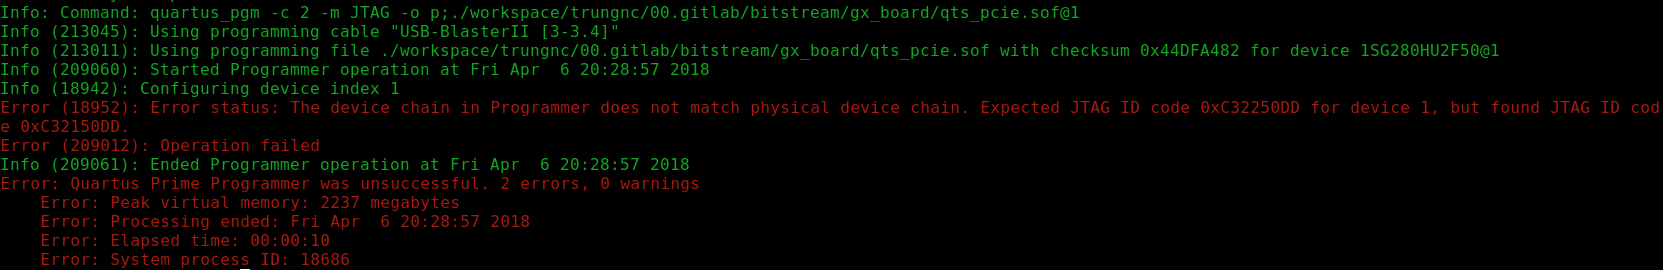 Info: Command: quartus_pgm -c 2 -m JTAG -o p;./workspace/trungnc/00.gitlab/bitstream/gx_board/qts_pcie.sof@1
Info (213045): Using programming cable "USB-BlasterII [3-3.4]"
Info (213011): Using programming file ./workspace/trungnc/00.gitlab/bitstream/gx_board/qts_pcie.sof with checksum 0x44DFA482 for device 1SG280HU2F50@1
Info (209060): Started Programmer operation at Fri Apr  6 20:28:57 2018
Info (18942): Configuring device index 1
Error (18952): Error status: The device chain in Programmer does not match physical device chain. Expected JTAG ID code 0xC32250DD for device 1, but found JTAG ID cod
e 0xC32150DD.
Error (209012): Operation failed
Info (209061): Ended Programmer operation at Fri Apr  6 20:28:57 2018
Error: Quartus Prime Programmer was unsuccessful. 2 errors, 0 warnings
    Error: Peak virtual memory: 2237 megabytes
    Error: Processing ended: Fri Apr  6 20:28:57 2018
    Error: Elapsed time: 00:00:10
    Error: System process ID: 18686